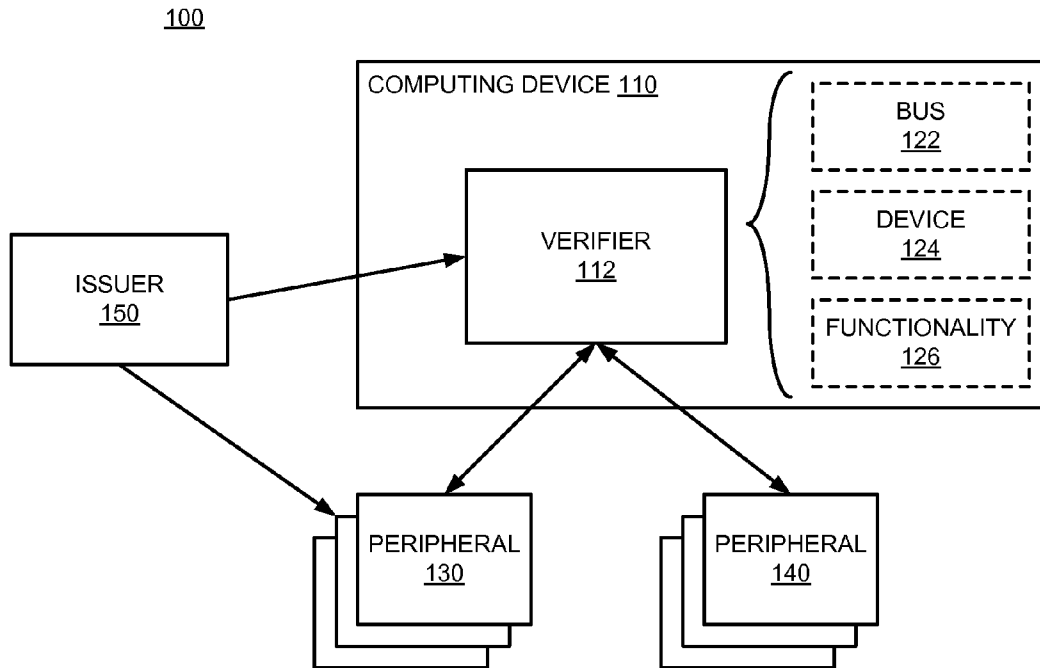 100
COMPUTING DEVICE 110
BUS
122
VERIFIER
112
DEVICE
124
ISSUER
150
FUNCTIONALITY
126
PERIPHERAL
130
PERIPHERAL
140